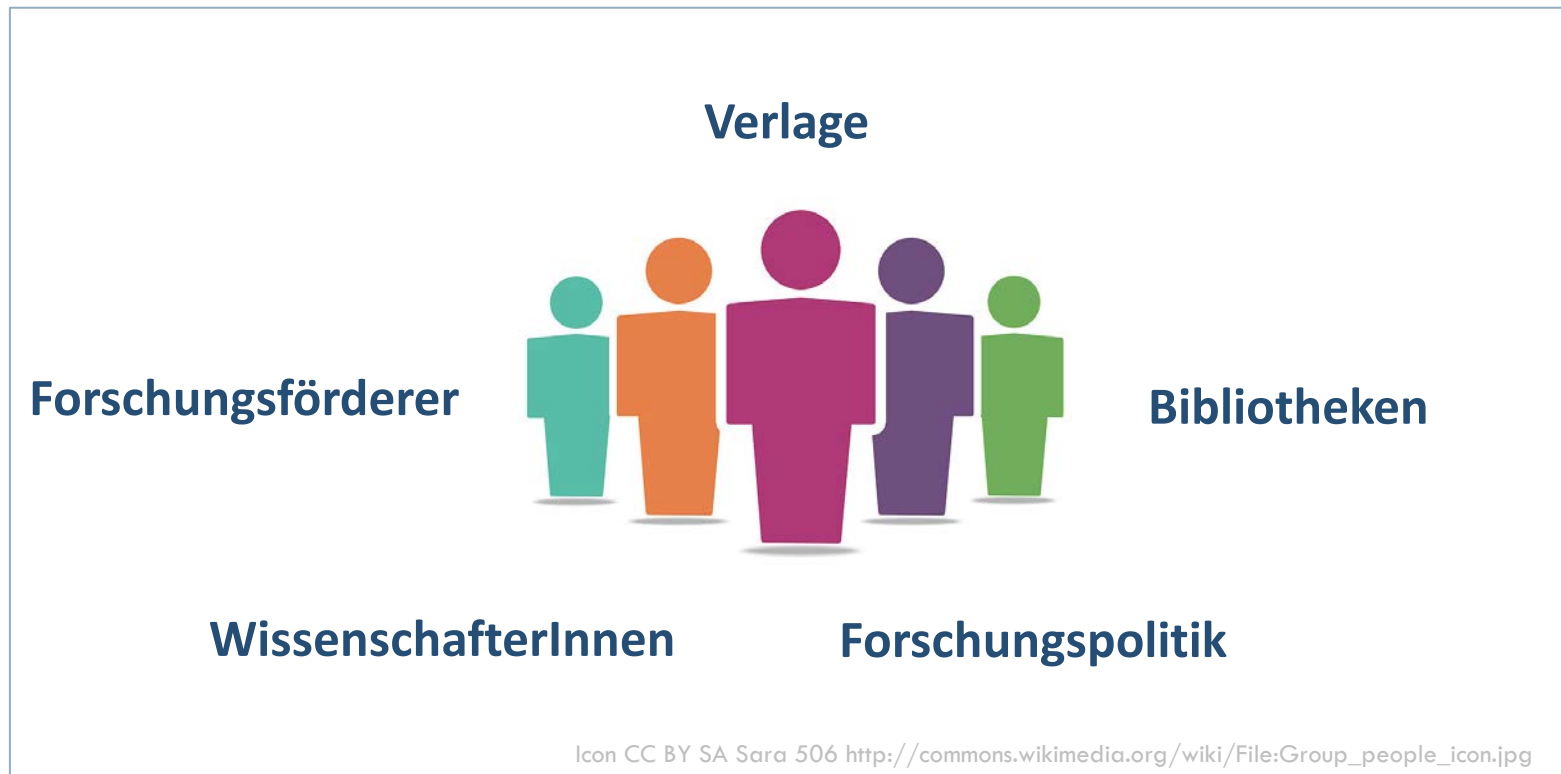 Verlage
Forschungsförderer
Bibliotheken
WissenschafterInnen
Forschungspolitik
Icon CC BY SA Sara 506 http://commons.wikimedia.org/wiki/File:Group_people_icon.jpg